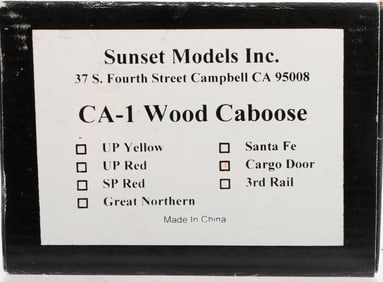 Sunset Models Inc.
37 S. Fourth Street Campbell CA 95008
CA-1 Wood Caboose
☐ UP Yellow ☐ Santa Fe
☐ UP Red ☐ Cargo Door
☐ SP Red ☐ 3rd Rail
☐ Great Northern
Made In China